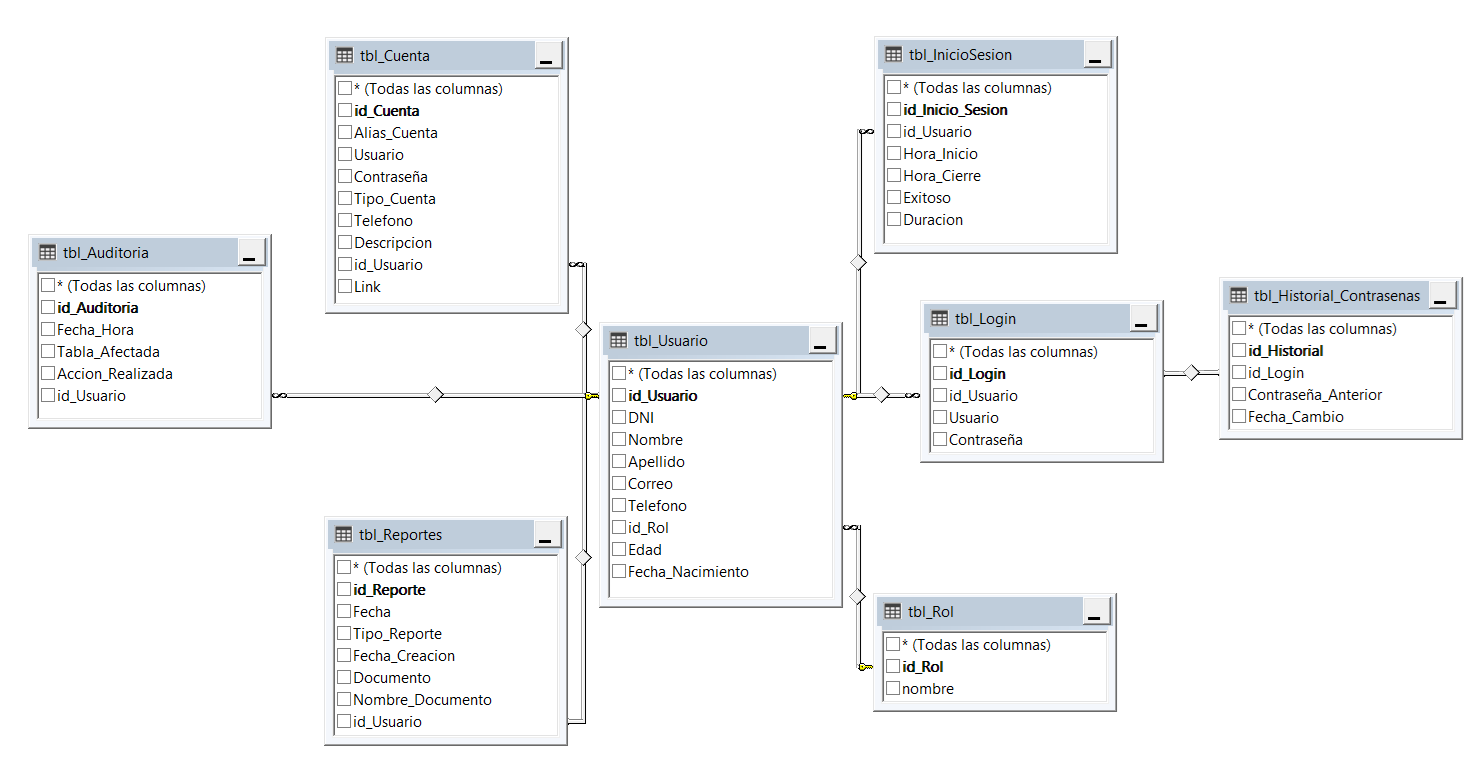 tbl_Cuenta
* (Todas las columnas)
id_Cuenta
Alias_Cuenta
Usuario
Contraseña
Tipo_Cuenta
Telefono
Descripcion
id_Usuario
Link
tbl_InicioSesion
* (Todas las columnas)
id_Inicio_Sesion
id_Usuario
Hora_Inicio
Hora_Cierre
Exitoso
Duracion
tbl_Auditoria
* (Todas las columnas)
id_Auditoria
Fecha_Hora
Tabla_Afectada
Accion_Realizada
id_Usuario
tbl_Usuario
* (Todas las columnas)
id_Usuario
DNI
Nombre
Apellido
Correo
Telefono
id_Rol
Edad
Fecha_Nacimiento
tbl_Login
* (Todas las columnas)
id_Login
id_Usuario
Usuario
Contraseña
tbl_Historial_Contrasenas
* (Todas las columnas)
id_Historial
id_Login
Contraseña_Anterior
Fecha_Cambio
tbl_Reportes
* (Todas las columnas)
id_Reporte
Fecha
Tipo_Reporte
Fecha_Creacion
Documento
Nombre_Documento
id_Usuario
tbl_Rol
* (Todas las columnas)
id_Rol
nombre